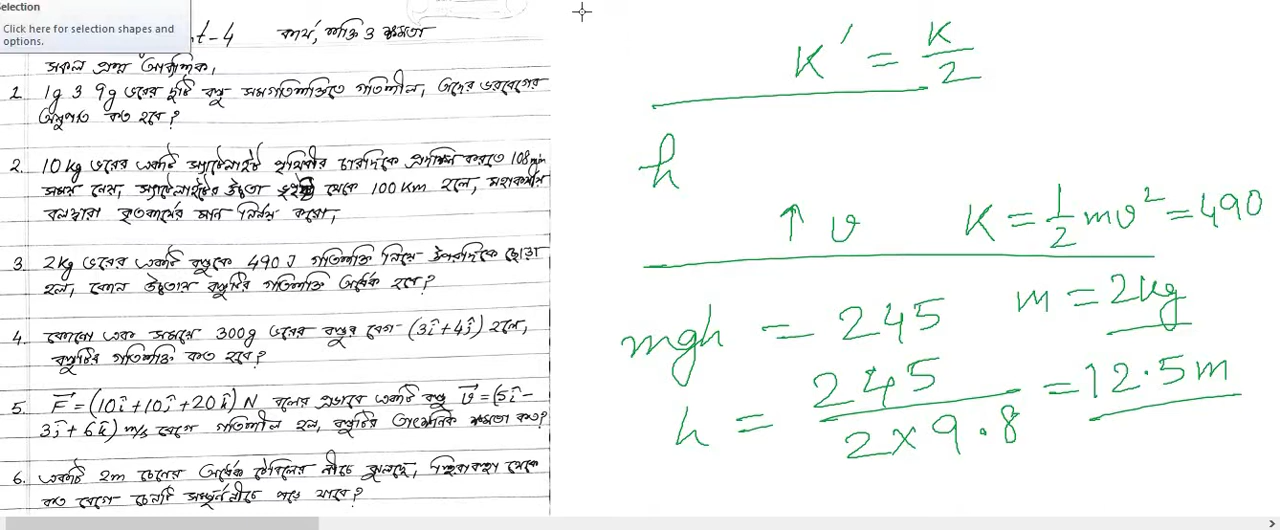 Selection
Click here for selection shapes and
options.
t-4 কার্য, শক্তি ও ক্ষমতা
সকল প্রশ্ন আবশ্যিক।
1. 1g ও 9g ভরের দুটি বস্তু সমগতিশক্তিতে গতিশীল, তাদের ভরবেগের
অনুপাত কত হবে?
2. 10 kg ভরের একটি স্যাটেলাইট পৃথিবীর চারদিকে প্রদক্ষিণ করতে 108 min
সময় নেয়, স্যাটেলাইটের উচ্চতা থেকে 100 km হলে, মহাকর্ষীয়
বলদ্বারা কৃতকার্যের মান নির্ণয় করো,
3. 2kg ভরের একটি বস্তুকে 490 J গতিশক্তি নিয়ে উপরদিকে ছোড়া
হল, কোন উচ্চতায় বস্তুটির গতিশক্তি অর্ধেক হবে?
4. কোনো এক সময়ে 300g ভরের বস্তুর বেগ (3î+4ĵ) হলে,
বস্তুটির গতিশক্তি কত হবে?
5. F⃗ = (10î+10ĵ+20k̂) N বলের প্রভাবে একটি বস্তু v⃗ = (5î-
3ĵ+6k̂) m/s বেগে গতিশীল হল, বস্তুটির তাৎক্ষণিক ক্ষমতা কত?
6. একটি 2m চেনের অর্ধেক টেবিলের নীচে ঝুলছে, স্থিরাবস্থা থেকে
কত বেগে চেনটি সম্পূর্ণ নীচে পড়ে যাবে?
K' = K/2
h
↑ v K = 1/2 mv² = 490
mgh = 245 m = 2kg
h = 245/(2×9.8) = 12.5 m